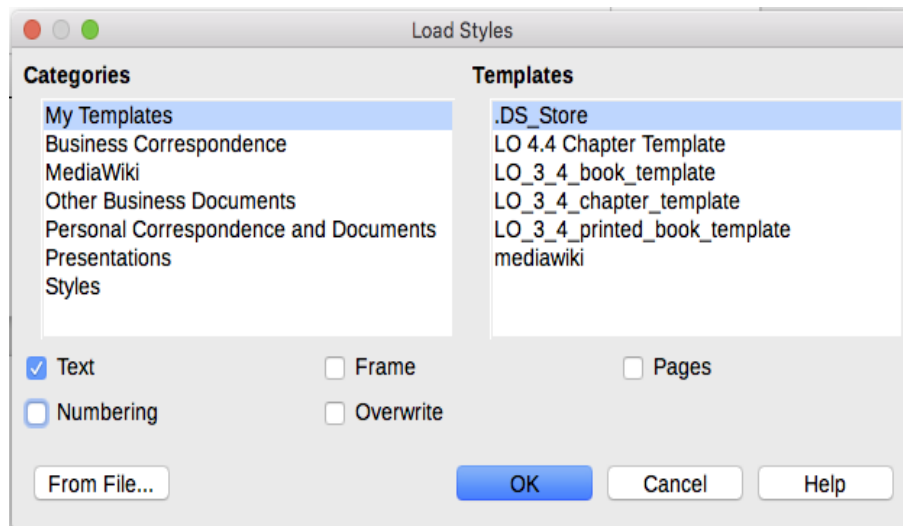 Load Styles
Categories
Templates
My Templates
Business Correspondence
MediaWiki
Other Business Documents
Personal Correspondence and Documents
Presentations
Styles
.DS_Store
LO 4.4 Chapter Template
LO_3_4_book_template
LO_3_4_chapter_template
LO_3_4_printed_book_template
mediawiki
Text
Frame
Pages
Numbering
Overwrite
From File...
OK
Cancel
Help